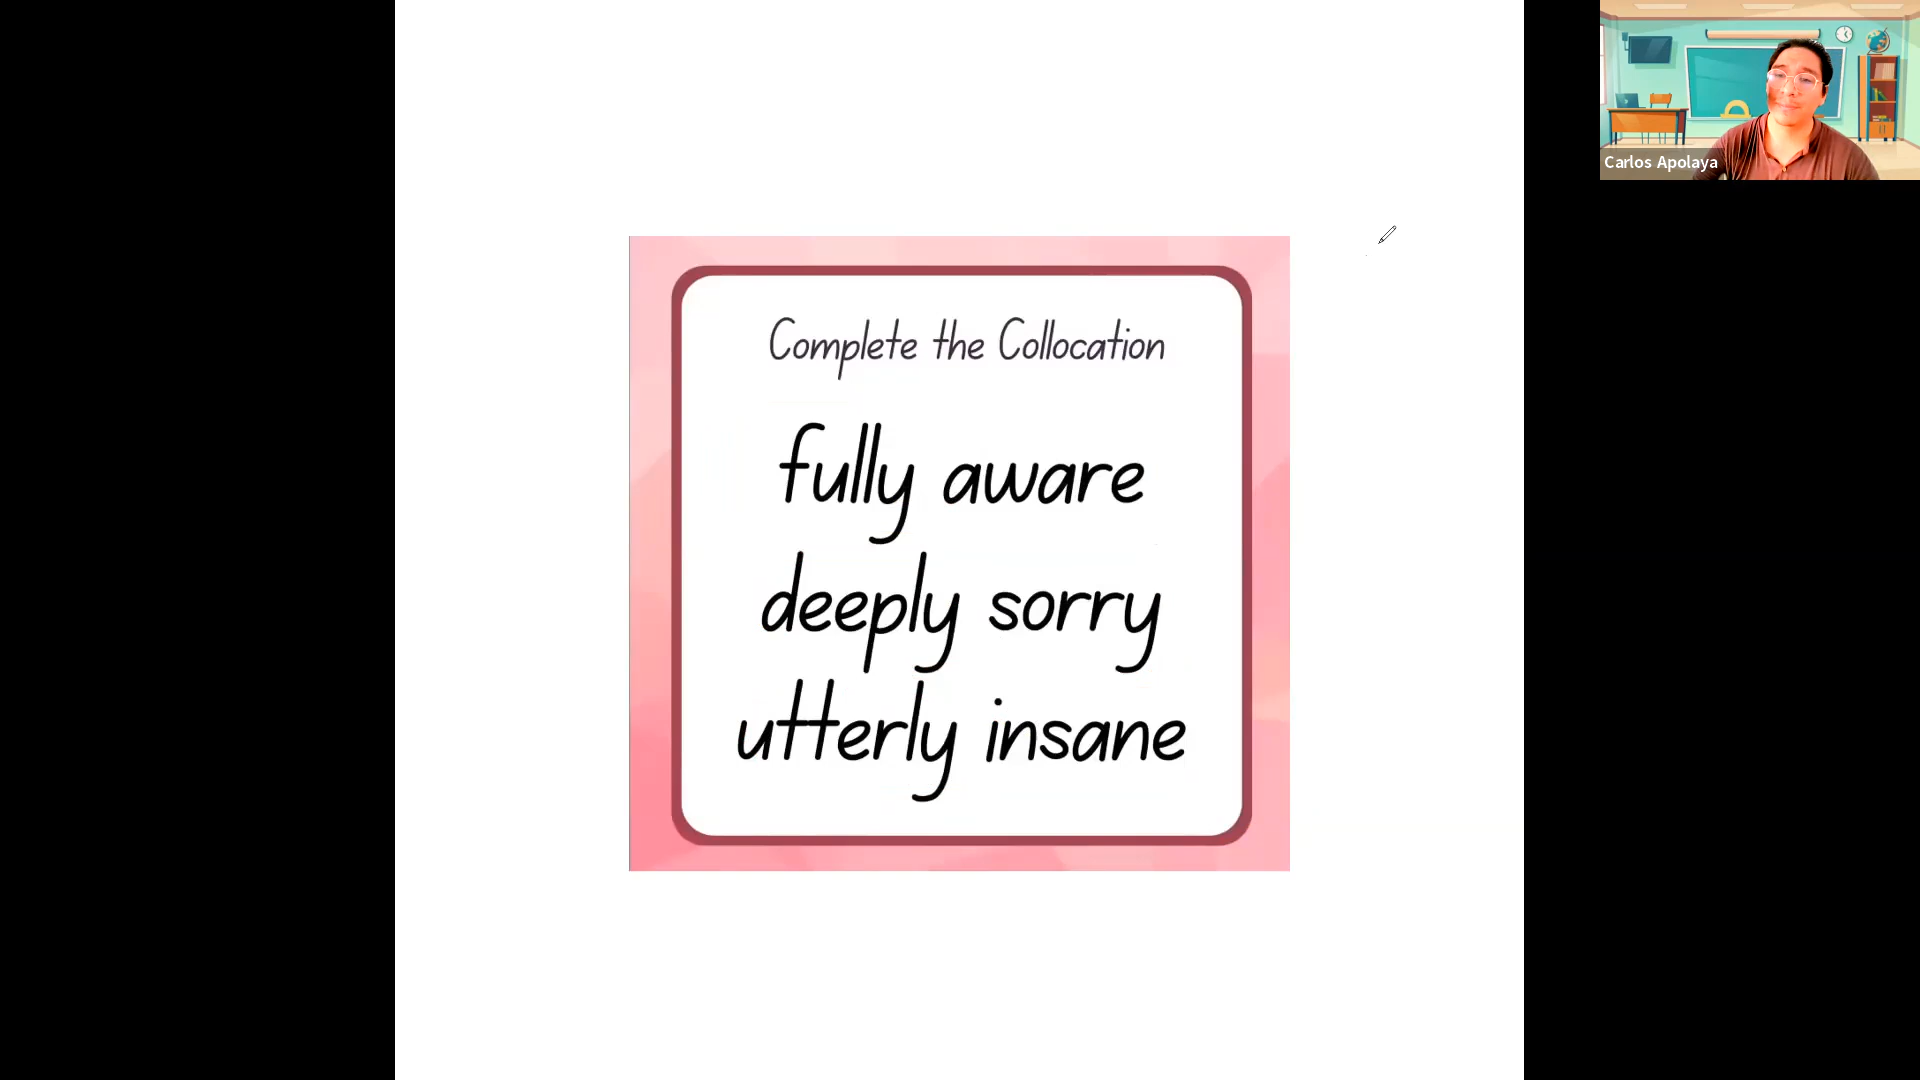 Carlos Apolaya
Complete the Collocation
fully aware
deeply sorry
utterly insane